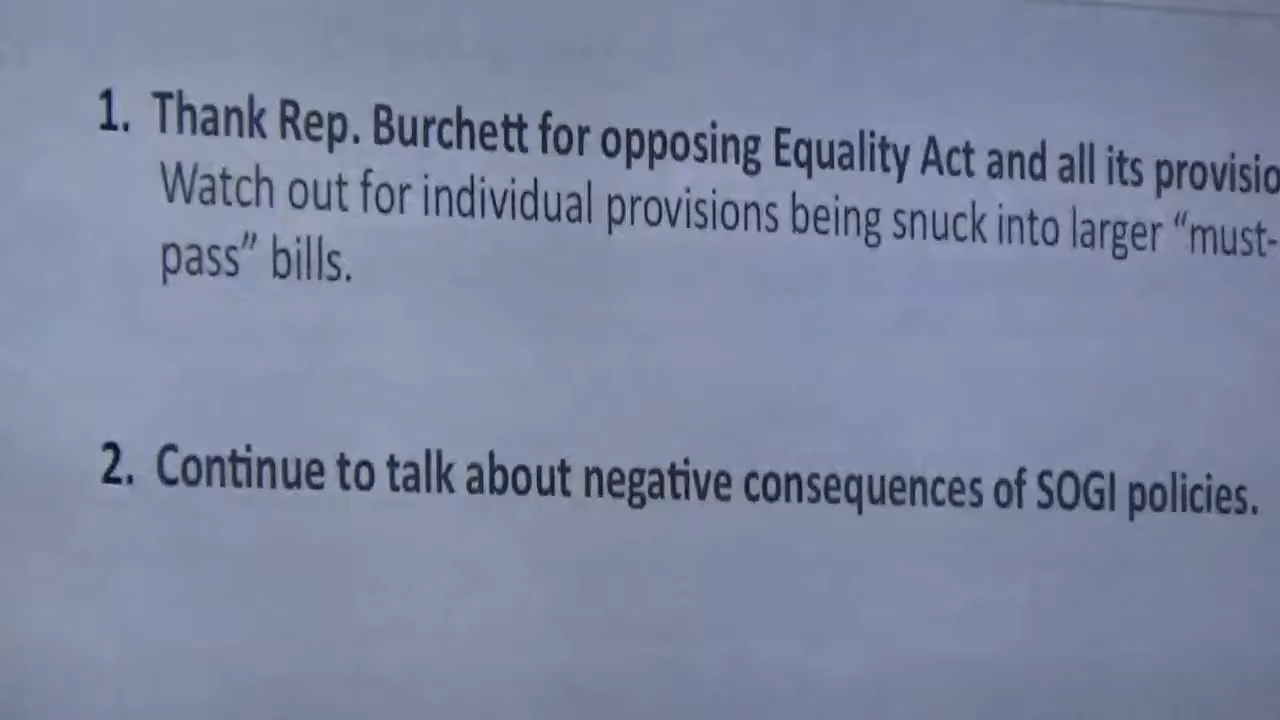 1. Thank Rep. Burchett for opposing Equality Act and all its provisio
Watch out for individual provisions being snuck into larger “must-
pass” bills.
2. Continue to talk about negative consequences of SOGI policies.